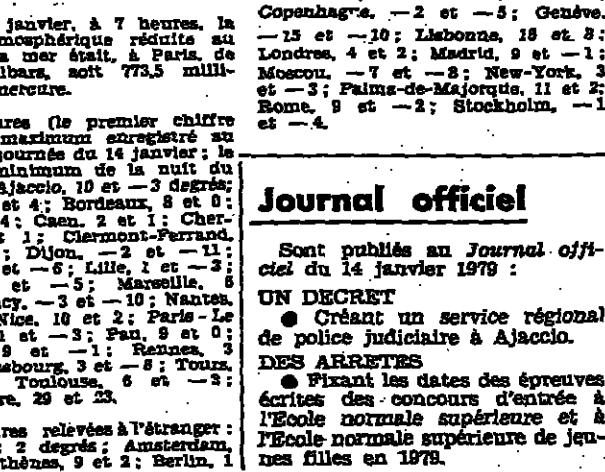 janvier, à 7 heures, la
mosphérique réduite au
a mer était, à Paris, de
llbars, soit 773,5 milli-
mercure.
res (le premier chiffre
maximum enregistré au
journée du 14 janvier ; le
minimum de la nuit du
Ajaccio, 10 et — 3 degrés;
et 4 ; Bordeaux, 8 et 0 ;
4 ; Caen, 2 et 1 ; Cher-
t 1 ; Clermont-Ferrand,
; Dijon, — 2 et — 11 ;
et — 6 ; Lille, 1 et — 3 ;
et — 5 ; Marseille, 6
cy, — 3 et — 10 ; Nantes,
Nice, 10 et 2 ; Paris - Le
1 et — 3 ; Pau, 9 et 0 ;
9 et — 1 ; Rennes, 3
sbourg, 3 et — 8 ; Tours,
Toulouse, 6 et — 3 ;
re, 29 et 23.
res relevées à l'étranger :
2 degrés ; Amsterdam,
thènes, 9 et 2 ; Berlin, 1
Copenhague, — 2 et — 5 ; Genève,
— 15 et — 10 ; Lisbonne, 18 et 8 ;
Londres, 4 et 2 ; Madrid, 9 et — 1 ;
Moscou, — 7 et — 8 ; New-York, 3
et — 3 ; Palma-de-Majorque, 11 et 2 ;
Rome, 9 et — 2 ; Stockholm, — 1
et — 4.
Journal officiel
Sont publiés au Journal offi-
ciel du 14 janvier 1979 :
UN DECRET
● Créant un service régional
de police judiciaire à Ajaccio.
DES ARRETES
● Fixant les dates des épreuves
écrites des concours d'entrée à
l'Ecole normale supérieure et à
l'Ecole normale supérieure de jeu-
nes filles en 1979.